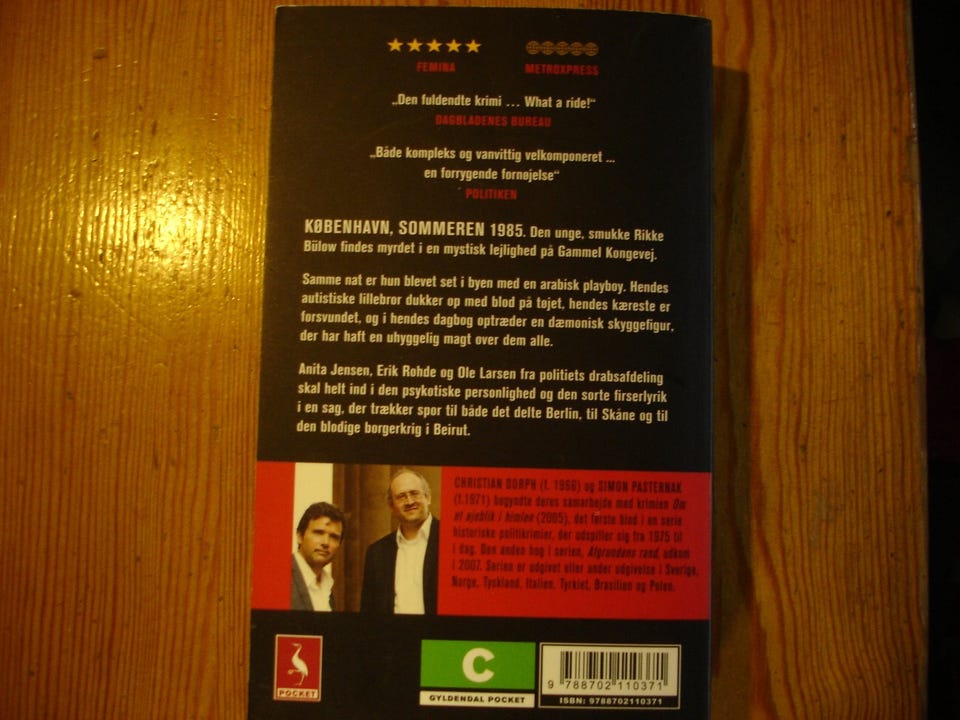 FEMINA METROXPRESS
„Den fuldendte krimi ... What a ride!“
DAGBLADENES BUREAU
„Både kompleks og vanvittig velkomponeret ...
en forrygende fornøjelse“
POLITIKEN
KØBENHAVN, SOMMEREN 1985. Den unge, smukke Rikke
Bülow findes myrdet i en mystisk lejlighed på Gammel Kongevej.
Samme nat er hun blevet set i byen med en arabisk playboy. Hendes
autistiske lillebror dukker op med blod på tøjet, hendes kæreste er
forsvundet, og i hendes dagbog optræder en dæmonisk skyggefigur,
der har haft en uhyggelig magt over dem alle.
Anita Jensen, Erik Rohde og Ole Larsen fra politiets drabsafdeling
skal helt ind i den psykotiske personlighed og den sorte firserlyrik
i en sag, der trækker spor til både det delte Berlin, til Skåne og til
den blodige borgerkrig i Beirut.
CHRISTIAN DORPH (f. 1966) og SIMON PASTERNAK
(f.1971) begyndte deres samarbejde med krimien Om
et øjeblik i himlen (2005), det første bind i en serie
historiske politikrimier, der udspiller sig fra 1975 til
i dag. Den anden bog i serien, Afgrundens rand, udkom
i 2007. Serien er udgivet eller under udgivelse i Sverige,
Norge, Tyskland, Italien, Tyrkiet, Brasilien og Polen.
POCKET
C
GYLDENDAL POCKET
9 788702 110371
ISBN: 9788702110371